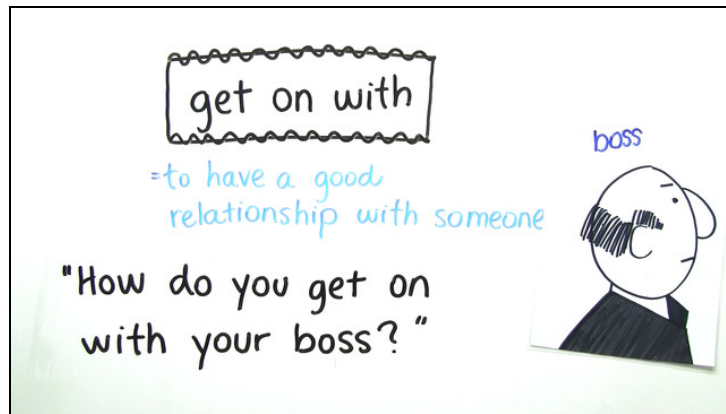 get on with
=to have a good
relationship with someone
boss
"How do you get on
with your boss?"